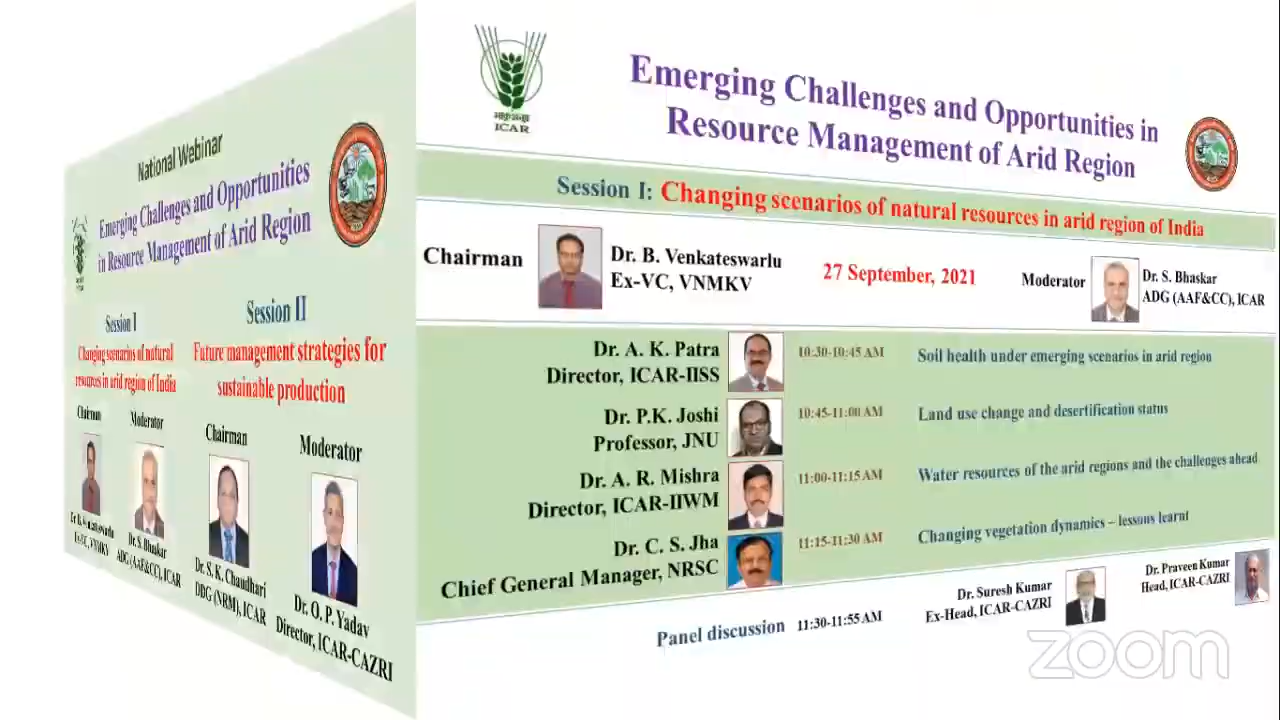 National Webinar
Emerging Challenges and Opportunities
in Resource Management of Arid Region
Session I
Changing scenarios of natural
resources in arid region of India
Chairman
Moderator
Dr. B. Venkateswarlu
Ex-VC, VNMKV
Dr. S. Bhaskar
ADG (AAF&CC), ICAR
Session II
Future management strategies for
sustainable production
Chairman
Moderator
Dr. S. K. Chaudhari
DDG (NRM), ICAR
Dr. O. P. Yadav
Director, ICAR-CAZRI
ICAR
Emerging Challenges and Opportunities in
Resource Management of Arid Region
Session I: Changing scenarios of natural resources in arid region of India
Chairman
Dr. B. Venkateswarlu
Ex-VC, VNMKV
27 September, 2021
Moderator
Dr. S. Bhaskar
ADG (AAF&CC), ICAR
Dr. A. K. Patra
Director, ICAR-IISS
10:30-10:45 AM
Soil health under emerging scenarios in arid region
Dr. P.K. Joshi
Professor, JNU
10:45-11:00 AM
Land use change and desertification status
Dr. A. R. Mishra
Director, ICAR-IIWM
11:00-11:15 AM
Water resources of the arid regions and the challenges ahead
Dr. C. S. Jha
Chief General Manager, NRSC
11:15-11:30 AM
Changing vegetation dynamics – lessons learnt
Panel discussion 11:30-11:55 AM
Dr. Suresh Kumar
Ex-Head, ICAR-CAZRI
Dr. Praveen Kumar
Head, ICAR-CAZRI
zoom